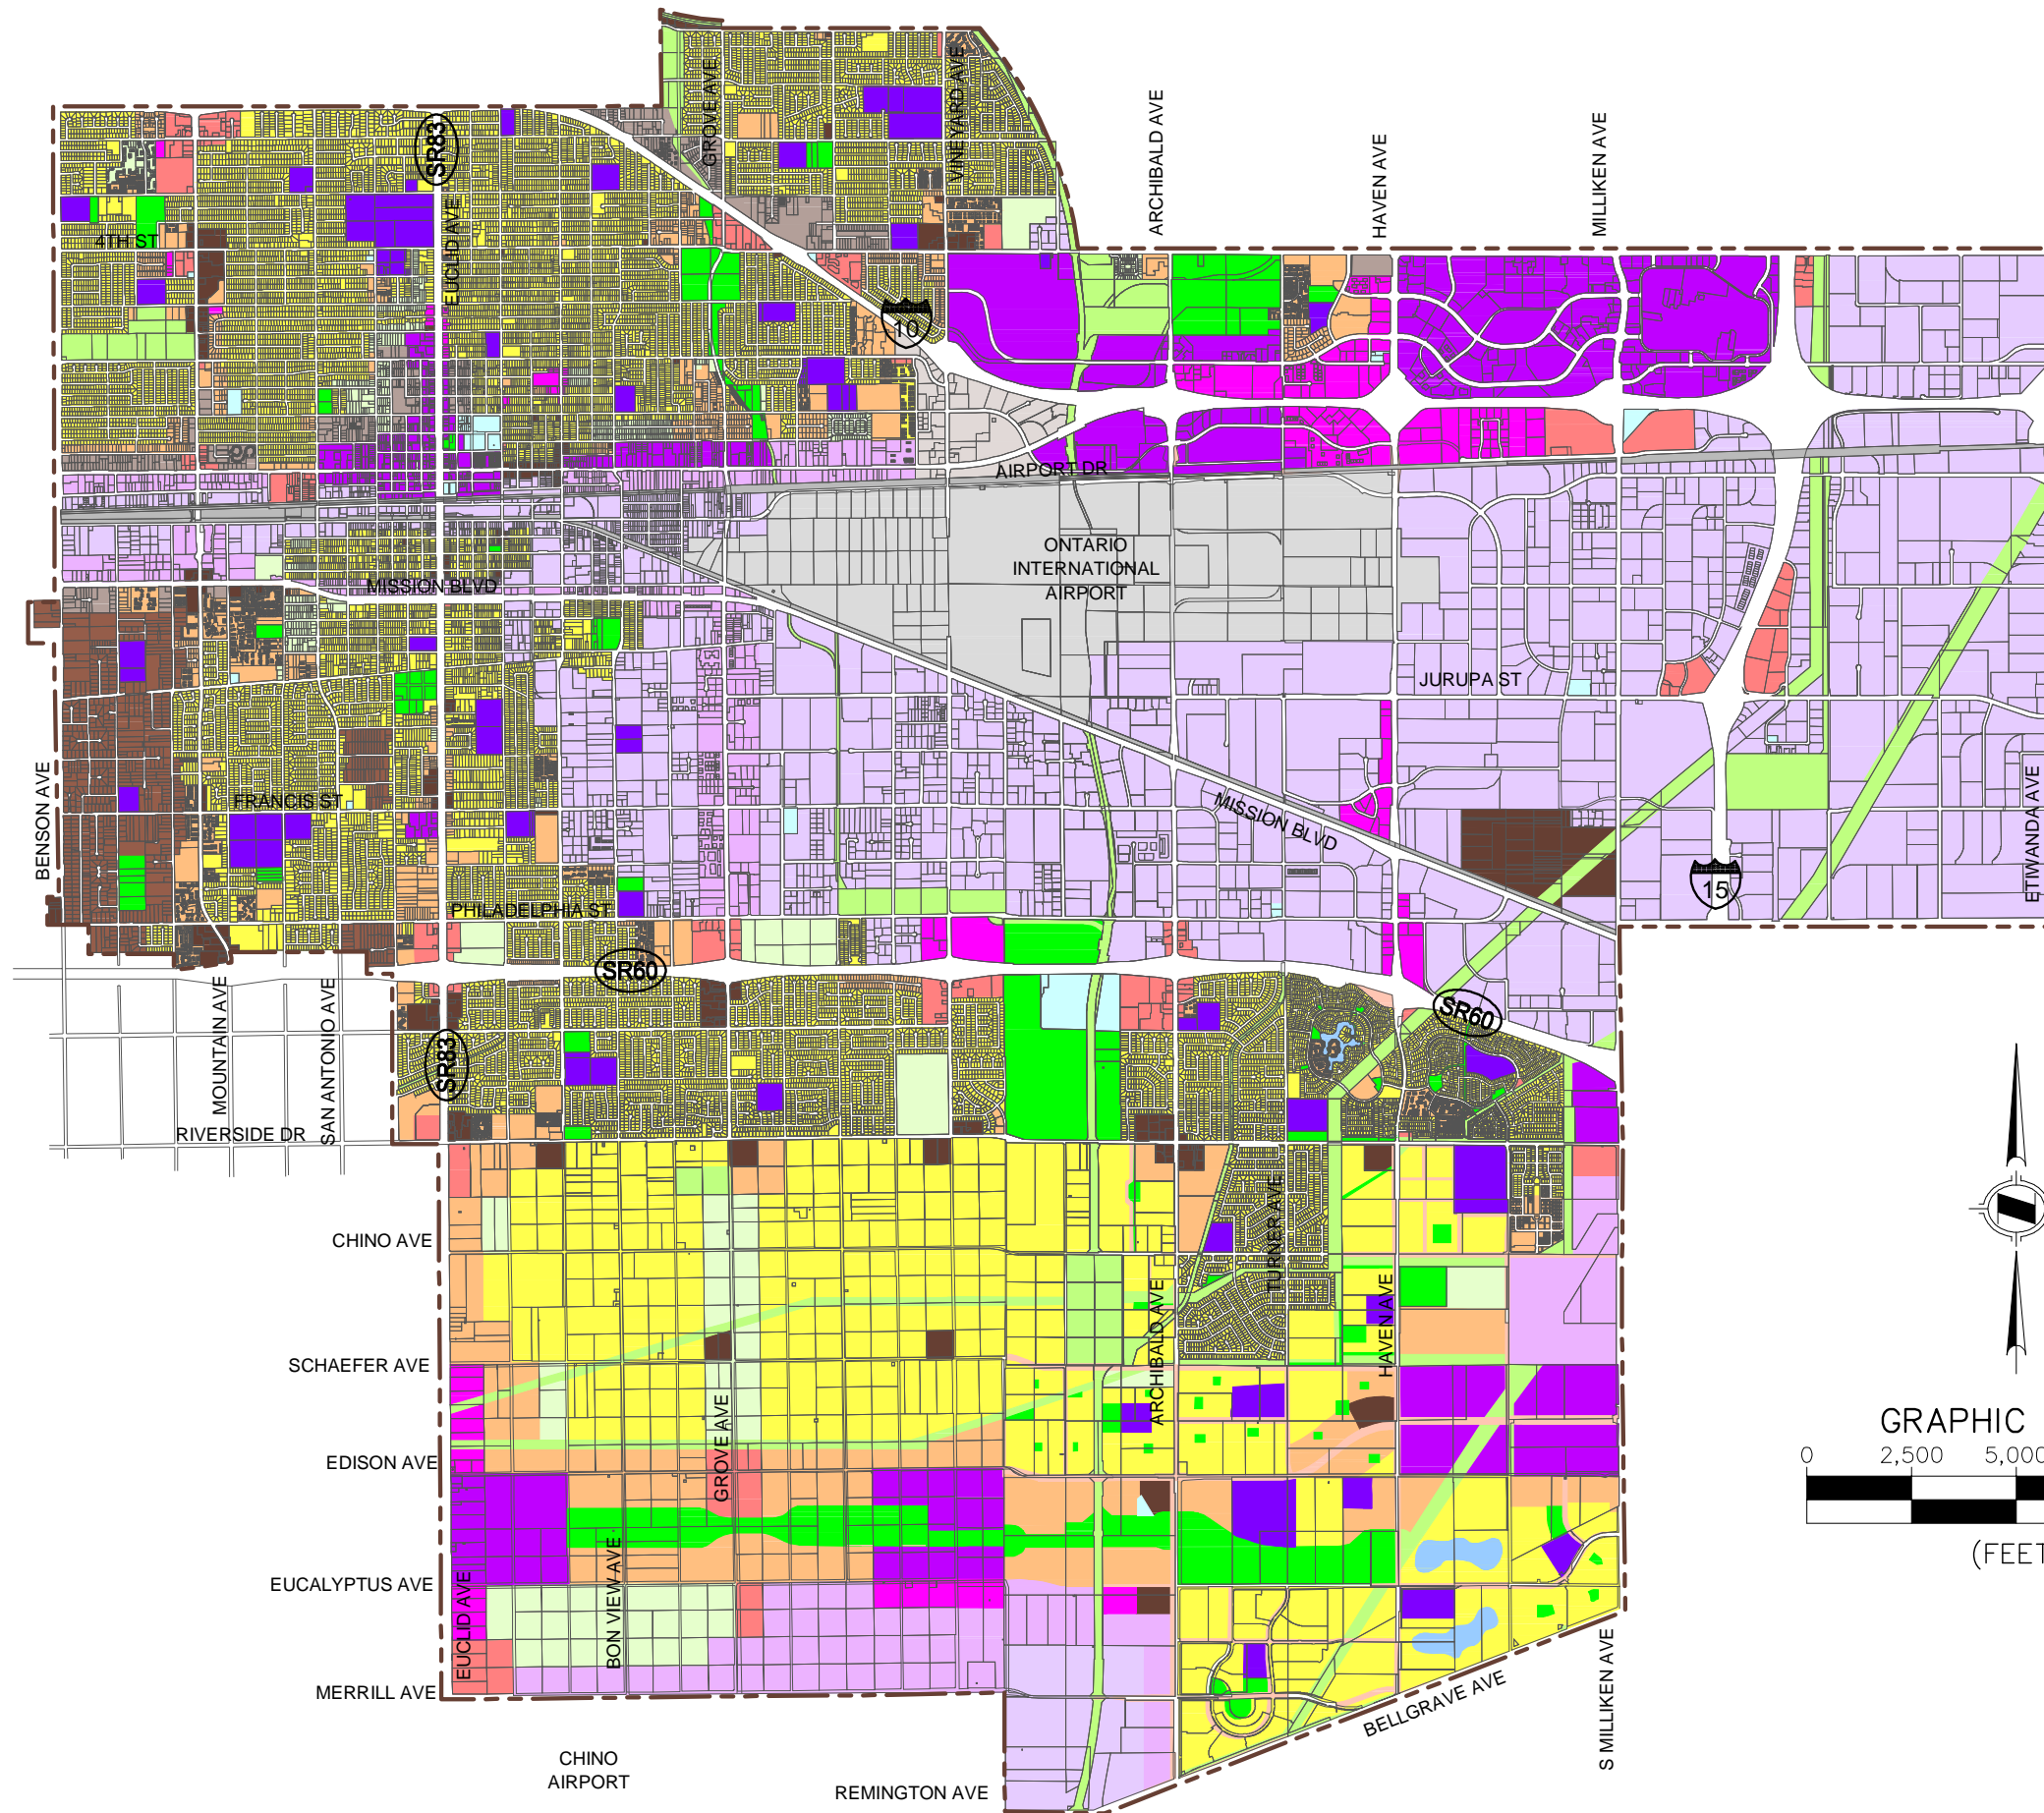 GROVE AVE
VINEYARD AVE
ARCHIBALD AVE
HAVEN AVE
MILLIKEN AVE
SR83
EUCLID AVE
4TH ST
10
AIRPORT DR
ONTARIO
INTERNATIONAL
AIRPORT
MISSION BLVD
JURUPA ST
BENSON AVE
FRANCIS ST
MISSION BLVD
15
ETIWANDA AVE
PHILADELPHIA ST
SR60
SR60
MOUNTAIN AVE
SAN ANTONIO AVE
SR83
RIVERSIDE DR
TURNER AVE
CHINO AVE
ARCHIBALD AVE
HAVEN AVE
SCHAEFER AVE
GROVE AVE
EDISON AVE
GRAPHIC
0 2,500 5,000
(FEET
BON VIEW AVE
EUCALYPTUS AVE
EUCLID AVE
MERRILL AVE
BELLGRAVE AVE
S MILLIKEN AVE
CHINO
AIRPORT
REMINGTON AVE